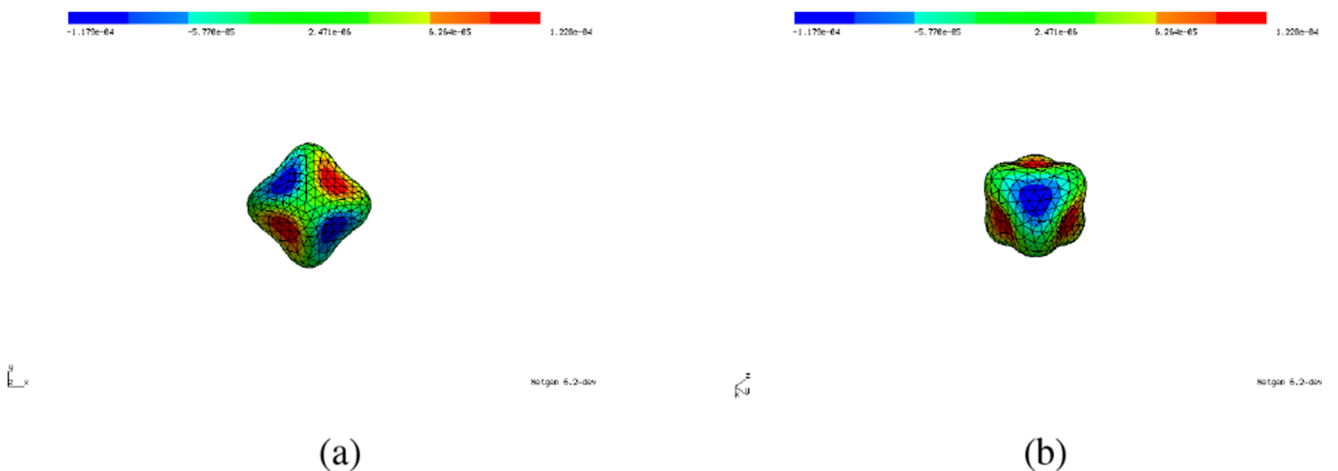 -1.179e-04 -5.770e-05 2.471e-06 6.264e-05 1.228e-04
-1.179e-04 -5.770e-05 2.471e-06 6.264e-05 1.228e-04
y
z x
Netgen 6.2-dev
z
x y
Netgen 6.2-dev
(a)
(b)